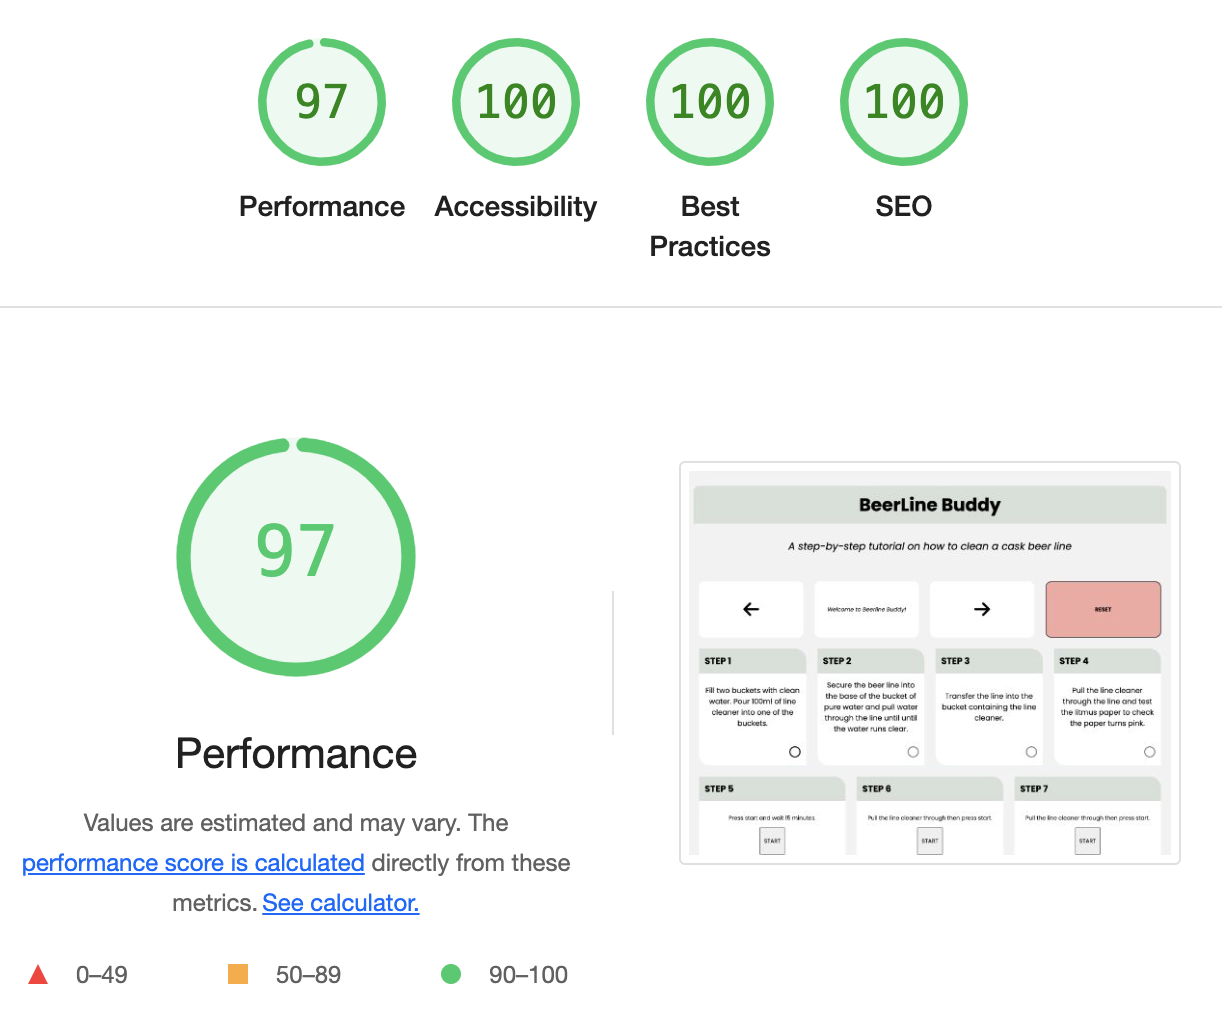 97
100
100
100
Performance
Accessibility
Best
Practices
SEO
97
Performance
Values are estimated and may vary. The
performance score is calculated directly from these
metrics. See calculator.
0–49
50–89
90–100
BeerLine Buddy
A step-by-step tutorial on how to clean a cask beer line
Welcome to Beerline Buddy!
RESET
STEP 1
Fill two buckets with clean
water. Pour 100ml of line
cleaner into one of the
buckets.
STEP 2
Secure the beer line into
the base of the bucket of
pure water and pull water
through the line until until
the water runs clear.
STEP 3
Transfer the line into the
bucket containing the line
cleaner.
STEP 4
Pull the line cleaner
through the line and test
the litmus paper to check
the paper turns pink.
STEP 5
Press start and wait 15 minutes.
START
STEP 6
Pull the line cleaner through then press start.
START
STEP 7
Pull the line cleaner through then press start.
START